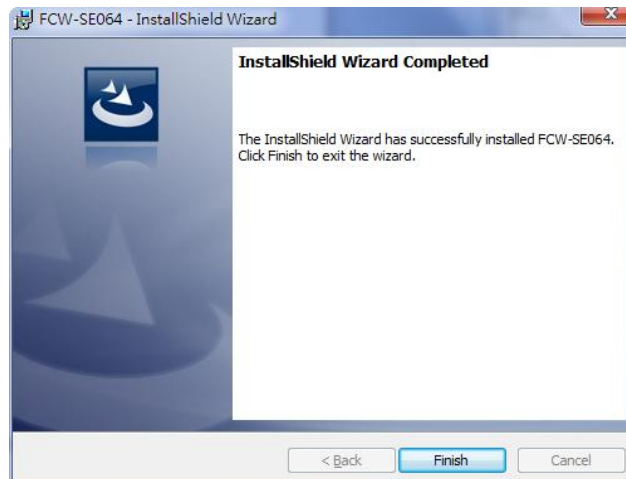 FCW-SE064 - InstallShield Wizard
InstallShield Wizard Completed
The InstallShield Wizard has successfully installed FCW-SE064.
Click Finish to exit the wizard.
< Back
Finish
Cancel